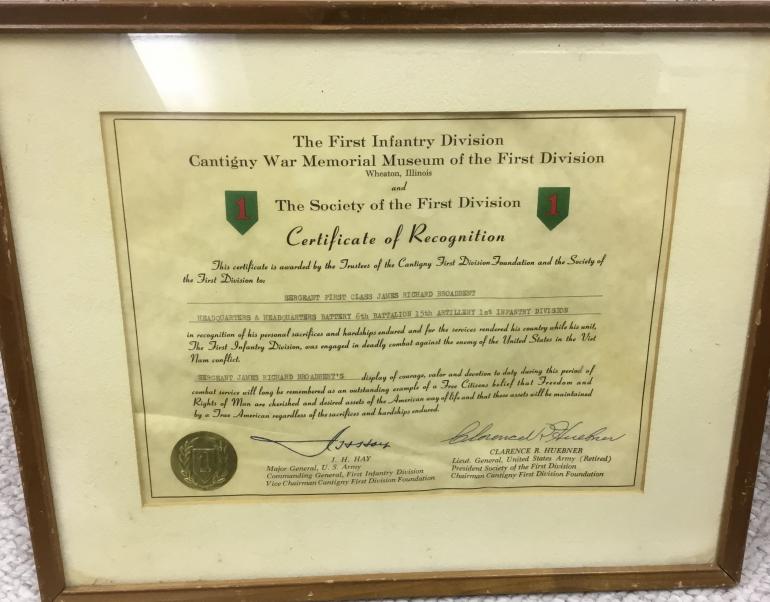 The First Infantry Division
Cantigny War Memorial Museum of the First Division
Wheaton, Illinois
and
The Society of the First Division
1
1
Certificate of Recognition
This certificate is awarded by the Trustees of the Cantigny First Division Foundation and the Society of
the First Division to:
SERGEANT FIRST CLASS JAMES RICHARD BROADBENT
HEADQUARTERS & HEADQUARTERS BATTERY 6th BATTALION 15th ARTILLERY 1st INFANTRY DIVISION
in recognition of his personal sacrifices and hardships endured and for the services rendered his country while his unit,
The First Infantry Division, was engaged in deadly combat against the enemy of the United States in the Viet
Nam conflict.
SERGEANT JAMES RICHARD BROADBENT'S display of courage, valor and devotion to duty during this period of
combat service will long be remembered as an outstanding example of a Free Citizens belief that Freedom and
Rights of Man are cherished and desired assets of the American way of life and that these assets will be maintained
by a True American regardless of the sacrifices and hardships endured.
Clarence R. Huebner
J. H. HAY
Major General, U. S. Army
Commanding General, First Infantry Division
Vice Chairman Cantigny First Division Foundation
CLARENCE R. HUEBNER
Lieut. General, United States Army (Retired)
President Society of the First Division
Chairman Cantigny First Division Foundation